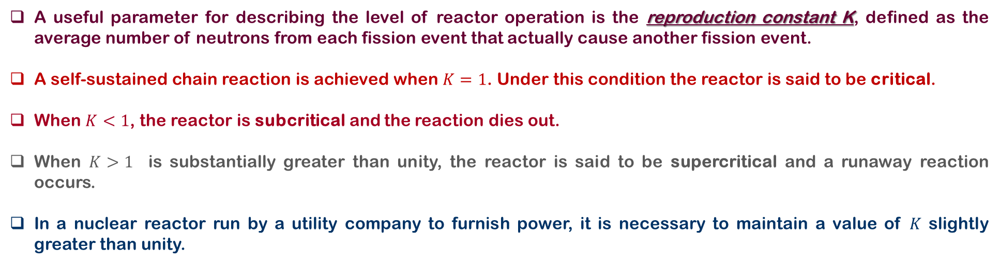 ❑ A useful parameter for describing the level of reactor operation is the reproduction constant K, defined as the
average number of neutrons from each fission event that actually cause another fission event.
❑ A self-sustained chain reaction is achieved when K = 1. Under this condition the reactor is said to be critical.
❑ When K < 1, the reactor is subcritical and the reaction dies out.
❑ When K > 1 is substantially greater than unity, the reactor is said to be supercritical and a runaway reaction
occurs.
❑ In a nuclear reactor run by a utility company to furnish power, it is necessary to maintain a value of K slightly
greater than unity.